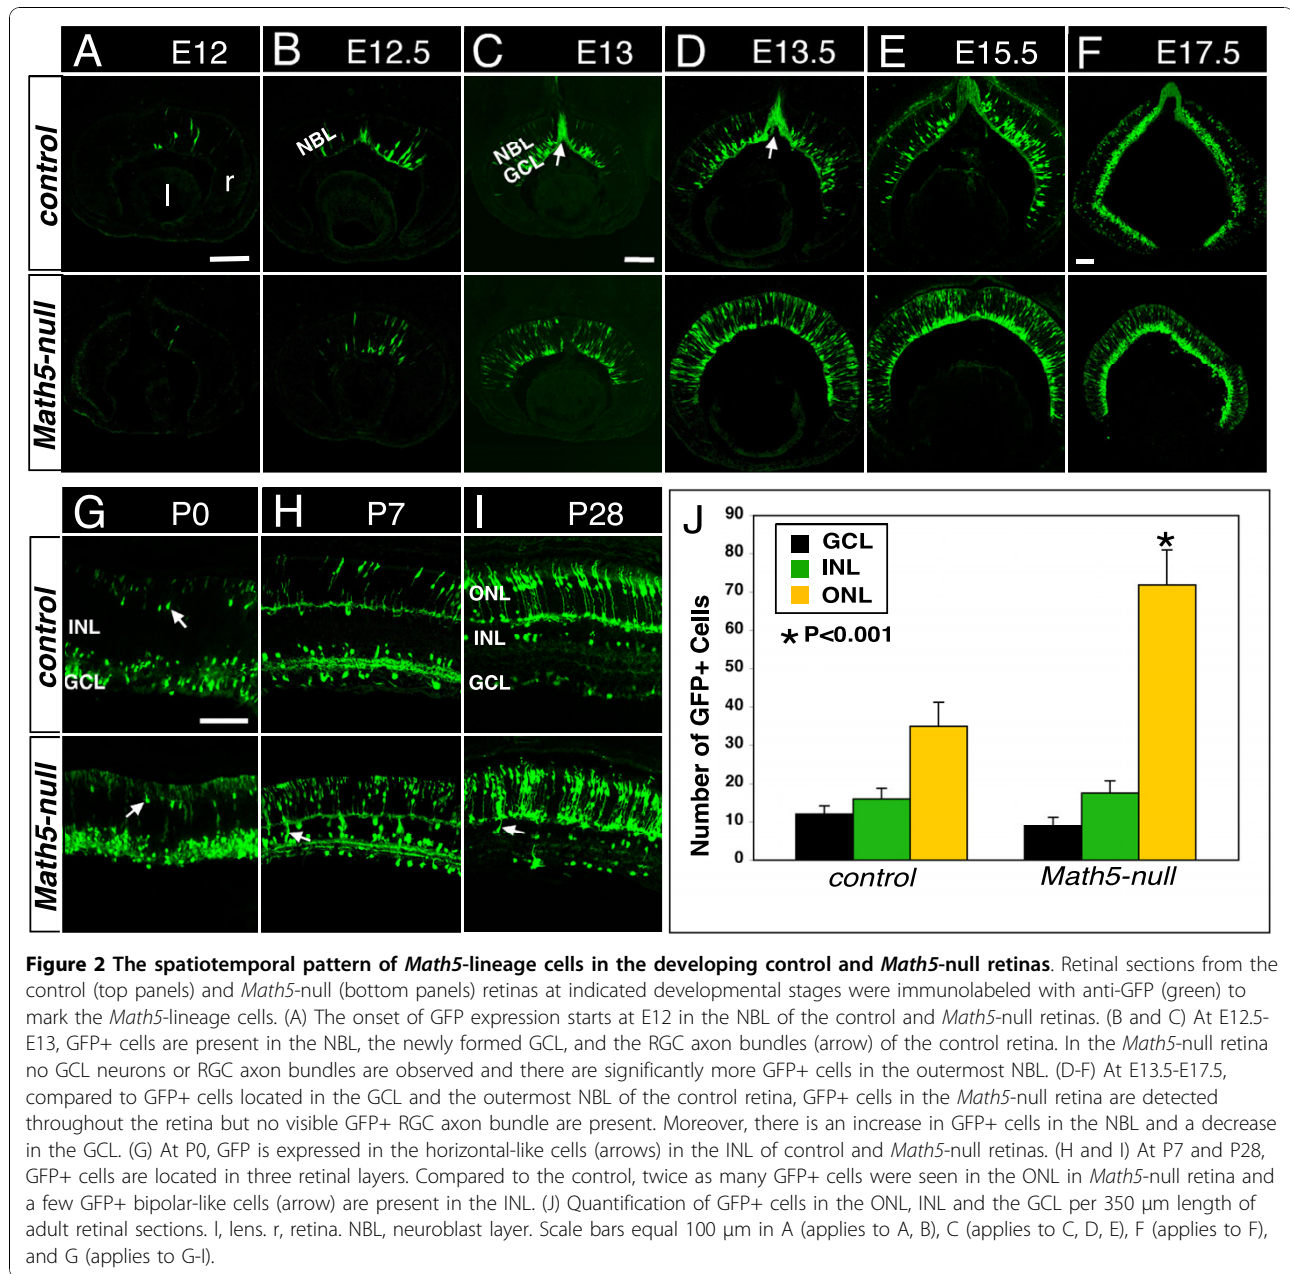 A E12
B E12.5
C E13
D E13.5
E E15.5
F E17.5
control
NBL
l
r
NBL
GCL
Math5-null
G P0
H P7
I P28
control
INL
GCL
ONL
INL
GCL
Math5-null
J
90
80
70
60
50
40
30
20
10
0
Number of GFP+ Cells
GCL
INL
ONL
* P<0.001
*
control
Math5-null
Figure 2 The spatiotemporal pattern of Math5-lineage cells in the developing control and Math5-null retinas. Retinal sections from the
control (top panels) and Math5-null (bottom panels) retinas at indicated developmental stages were immunolabeled with anti-GFP (green) to
mark the Math5-lineage cells. (A) The onset of GFP expression starts at E12 in the NBL of the control and Math5-null retinas. (B and C) At E12.5-
E13, GFP+ cells are present in the NBL, the newly formed GCL, and the RGC axon bundles (arrow) of the control retina. In the Math5-null retina
no GCL neurons or RGC axon bundles are observed and there are significantly more GFP+ cells in the outermost NBL. (D-F) At E13.5-E17.5,
compared to GFP+ cells located in the GCL and the outermost NBL of the control retina, GFP+ cells in the Math5-null retina are detected
throughout the retina but no visible GFP+ RGC axon bundle are present. Moreover, there is an increase in GFP+ cells in the NBL and a decrease
in the GCL. (G) At P0, GFP is expressed in the horizontal-like cells (arrows) in the INL of control and Math5-null retinas. (H and I) At P7 and P28,
GFP+ cells are located in three retinal layers. Compared to the control, twice as many GFP+ cells were seen in the ONL in Math5-null retina and
a few GFP+ bipolar-like cells (arrow) are present in the INL. (J) Quantification of GFP+ cells in the ONL, INL and the GCL per 350 μm length of
adult retinal sections. l, lens. r, retina. NBL, neuroblast layer. Scale bars equal 100 μm in A (applies to A, B), C (applies to C, D, E), F (applies to F),
and G (applies to G-I).